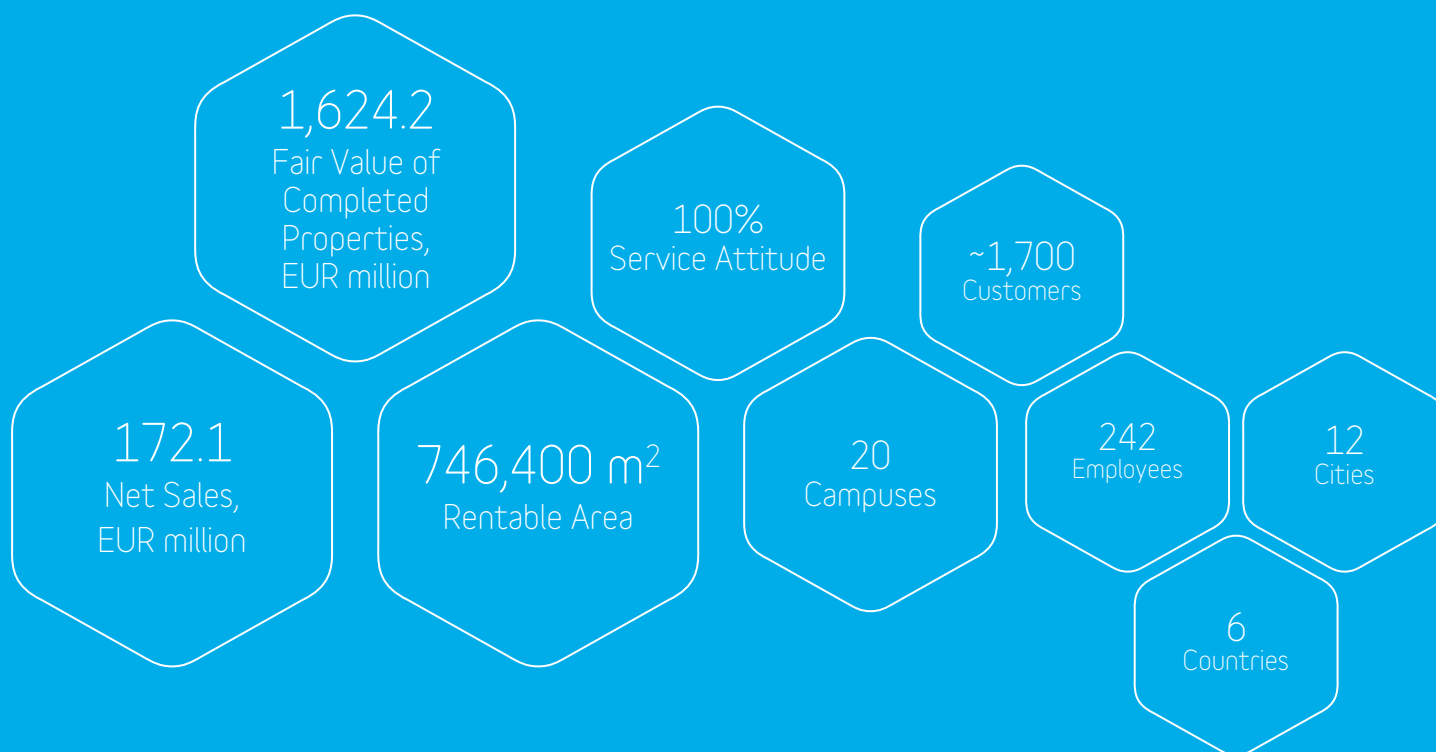 1,624.2
Fair Value of
Completed
Properties,
EUR million
100%
Service Attitude
~1,700
Customers
172.1
Net Sales,
EUR million
746,400 m²
Rentable Area
20
Campuses
242
Employees
12
Cities
6
Countries